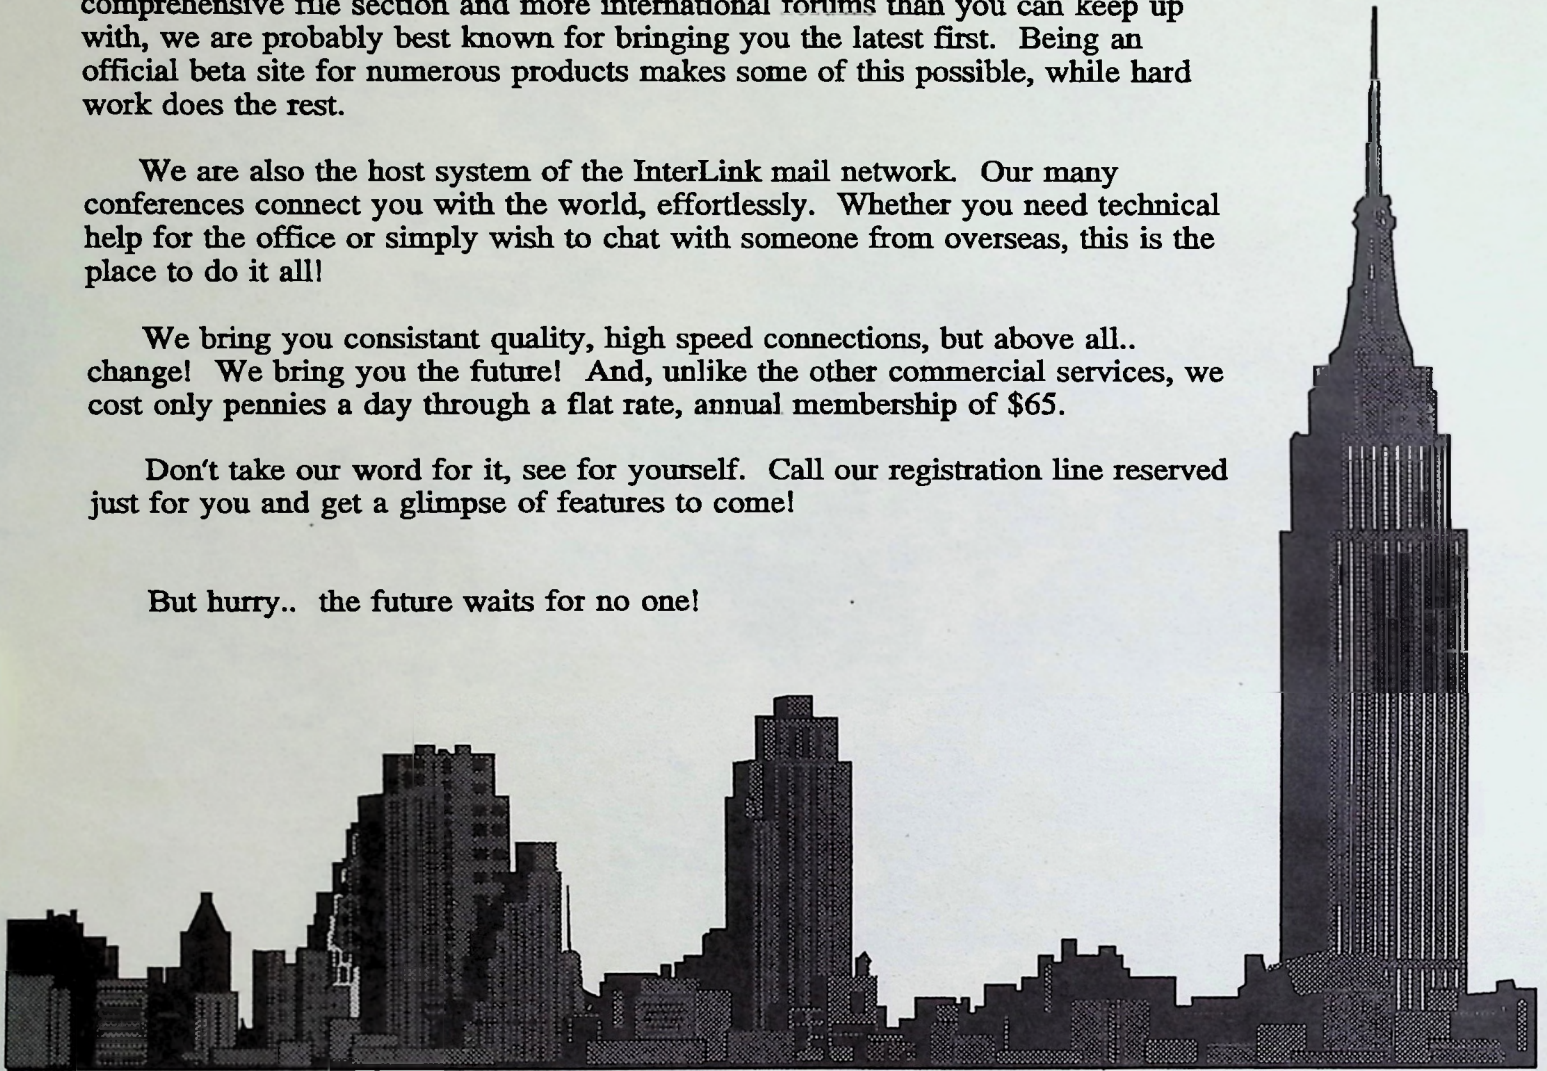 comprehensive file section and more international forums than you can keep up
with, we are probably best known for bringing you the latest first. Being an
official beta site for numerous products makes some of this possible, while hard
work does the rest.
We are also the host system of the InterLink mail network. Our many
conferences connect you with the world, effortlessly. Whether you need technical
help for the office or simply wish to chat with someone from overseas, this is the
place to do it all!
We bring you consistant quality, high speed connections, but above all..
change! We bring you the future! And, unlike the other commercial services, we
cost only pennies a day through a flat rate, annual membership of $65.
Don't take our word for it, see for yourself. Call our registration line reserved
just for you and get a glimpse of features to come!
But hurry.. the future waits for no one!